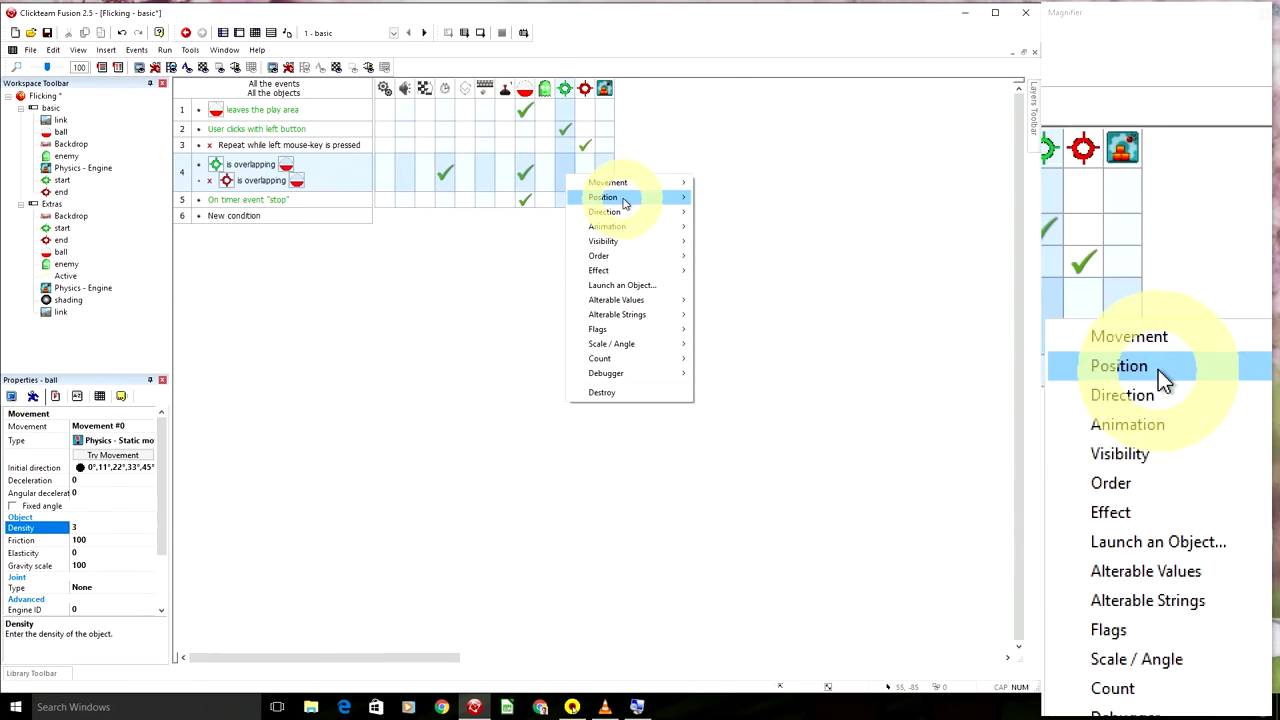 Clickteam Fusion 2.5 - [Flicking - basic*]
Magnifier
1 - basic
File Edit View Insert Events Run Tools Window Help
100
Workspace Toolbar
Flicking *
basic
link
ball
Backdrop
enemy
Physics - Engine
start
end
Extras
Backdrop
start
end
ball
enemy
Active
Physics - Engine
shading
link
All the events
All the objects
1 leaves the play area
2 User clicks with left button
3 x Repeat while left mouse-key is pressed
4 is overlapping
x is overlapping
5 On timer event "stop"
6 New condition
Movement
Position
Direction
Animation
Visibility
Order
Effect
Launch an Object...
Alterable Values
Alterable Strings
Flags
Scale / Angle
Count
Debugger
Destroy
Layers Toolbar
Properties - ball
Movement
Movement Movement #0
Type Physics - Static mo
Try Movement
Initial direction 0°,11°,22°,33°,45°
Deceleration 0
Angular decelerat 0
Fixed angle
Object
Density 3
Friction 100
Elasticity 0
Gravity scale 100
Joint
Type None
Advanced
Engine ID 0
Density
Enter the density of the object.
Library Toolbar
55, -85
0
CAP NUM
Search Windows
Movement
Position
Direction
Animation
Visibility
Order
Effect
Launch an Object...
Alterable Values
Alterable Strings
Flags
Scale / Angle
Count
Debugger